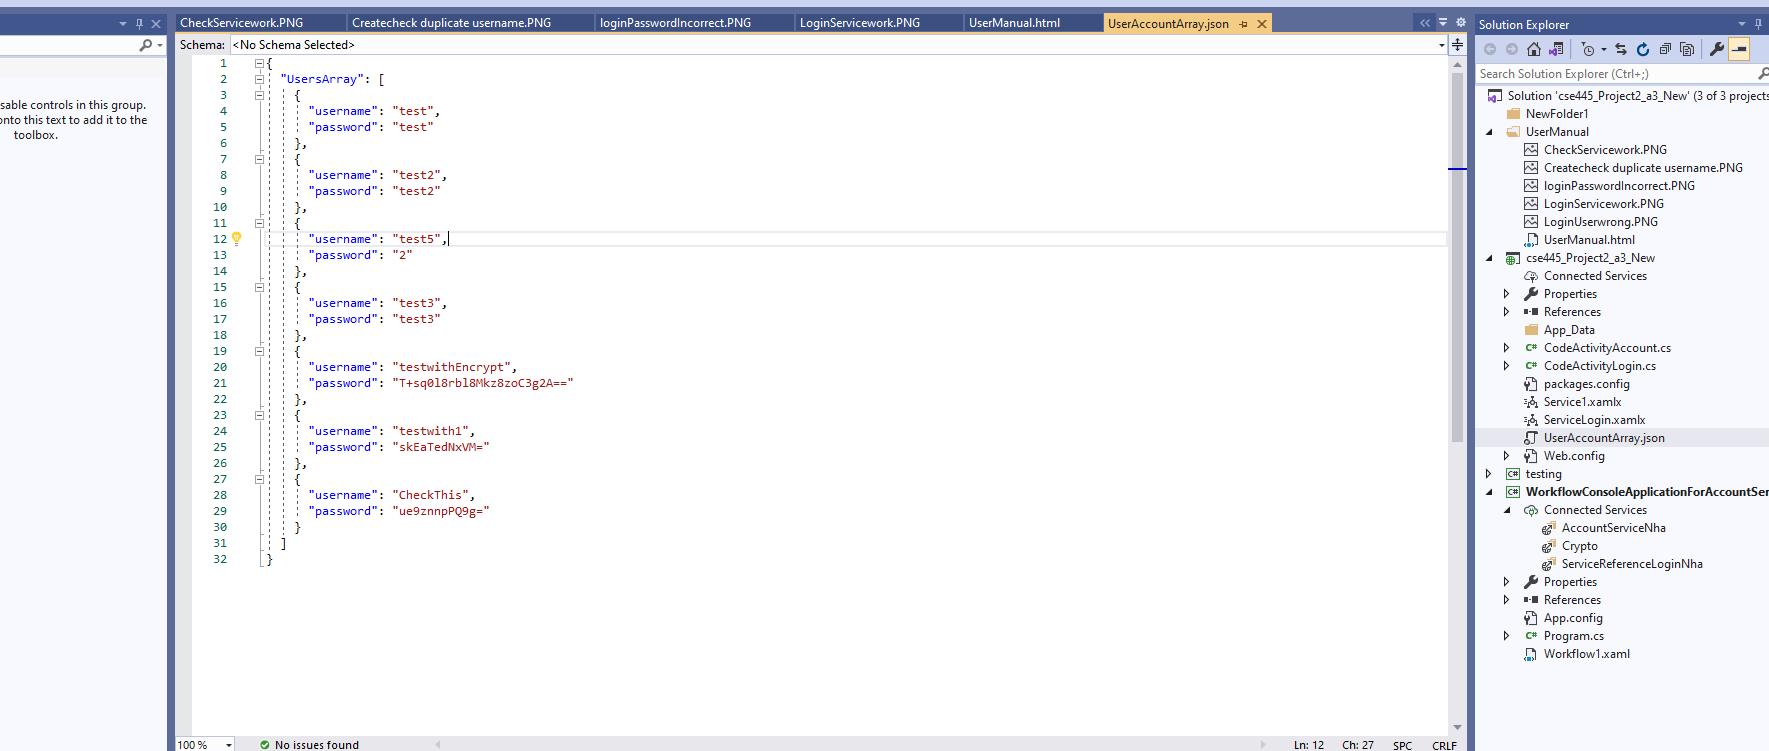 CheckServicework.PNG
Createcheck duplicate username.PNG
loginPasswordIncorrect.PNG
LoginServicework.PNG
UserManual.html
UserAccountArray.json
Schema: <No Schema Selected>
sable controls in this group.
onto this text to add it to the
toolbox.
1 {
2 "UsersArray": [
3 {
4 "username": "test",
5 "password": "test"
6 },
7 {
8 "username": "test2",
9 "password": "test2"
10 },
11 {
12 "username": "test5",
13 "password": "2"
14 },
15 {
16 "username": "test3",
17 "password": "test3"
18 },
19 {
20 "username": "testwithEncrypt",
21 "password": "T+sq0l8rbl8Mkz8zoC3g2A=="
22 },
23 {
24 "username": "testwith1",
25 "password": "skEaTedNxVM="
26 },
27 {
28 "username": "CheckThis",
29 "password": "ue9znnpPQ9g="
30 }
31 ]
32 }
100 %
No issues found
Ln: 12 Ch: 27 SPC CRLF
Solution Explorer
Search Solution Explorer (Ctrl+;)
Solution 'cse445_Project2_a3_New' (3 of 3 projects
NewFolder1
UserManual
CheckServicework.PNG
Createcheck duplicate username.PNG
loginPasswordIncorrect.PNG
LoginServicework.PNG
LoginUserwrong.PNG
UserManual.html
cse445_Project2_a3_New
Connected Services
Properties
References
App_Data
C# CodeActivityAccount.cs
C# CodeActivityLogin.cs
packages.config
Service1.xamlx
ServiceLogin.xamlx
UserAccountArray.json
Web.config
C# testing
C# WorkflowConsoleApplicationForAccountSer
Connected Services
AccountServiceNha
Crypto
ServiceReferenceLoginNha
Properties
References
App.config
C# Program.cs
Workflow1.xaml